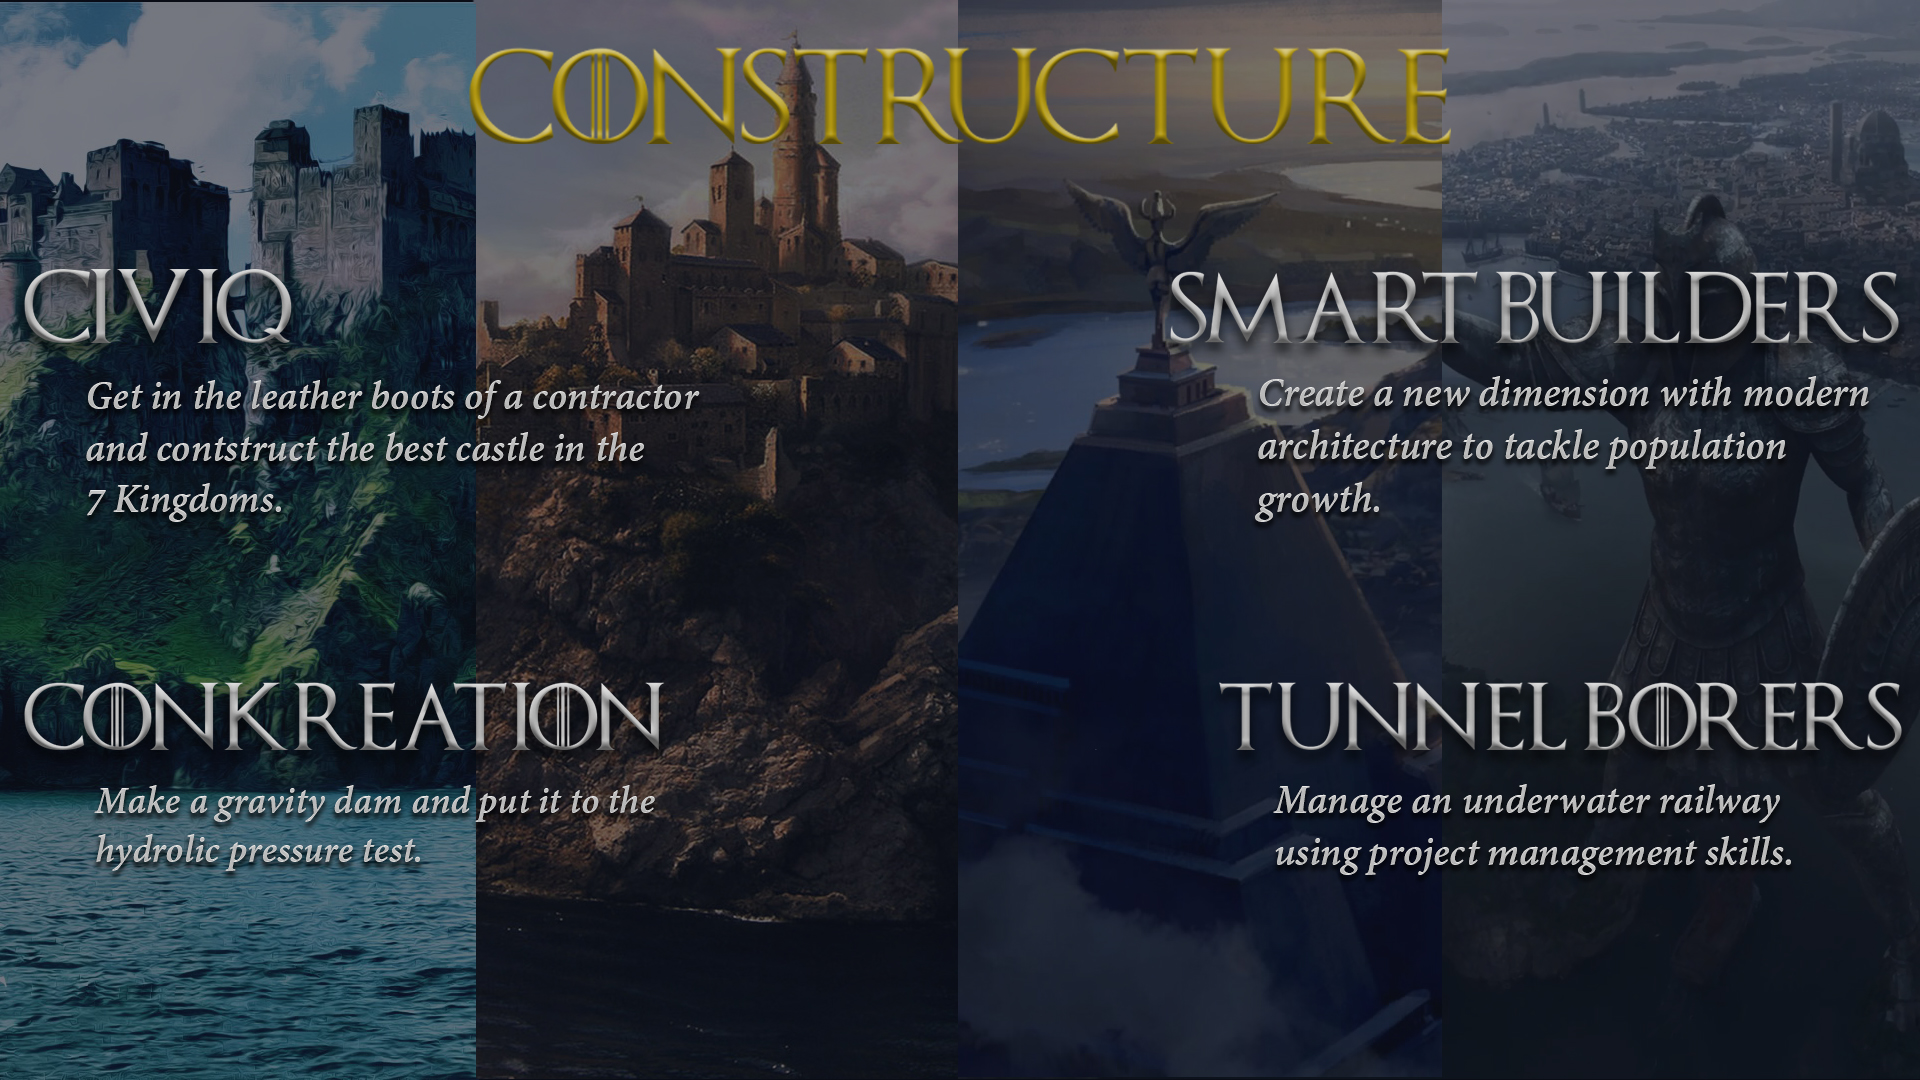 CONSTRUCTURE
CIVIQ
Get in the leather boots of a contractor
and contstruct the best castle in the
7 Kingdoms.
SMART BUILDERS
Create a new dimension with modern
architecture to tackle population
growth.
CONKREATION
Make a gravity dam and put it to the
hydrolic pressure test.
TUNNEL BORERS
Manage an underwater railway
using project management skills.